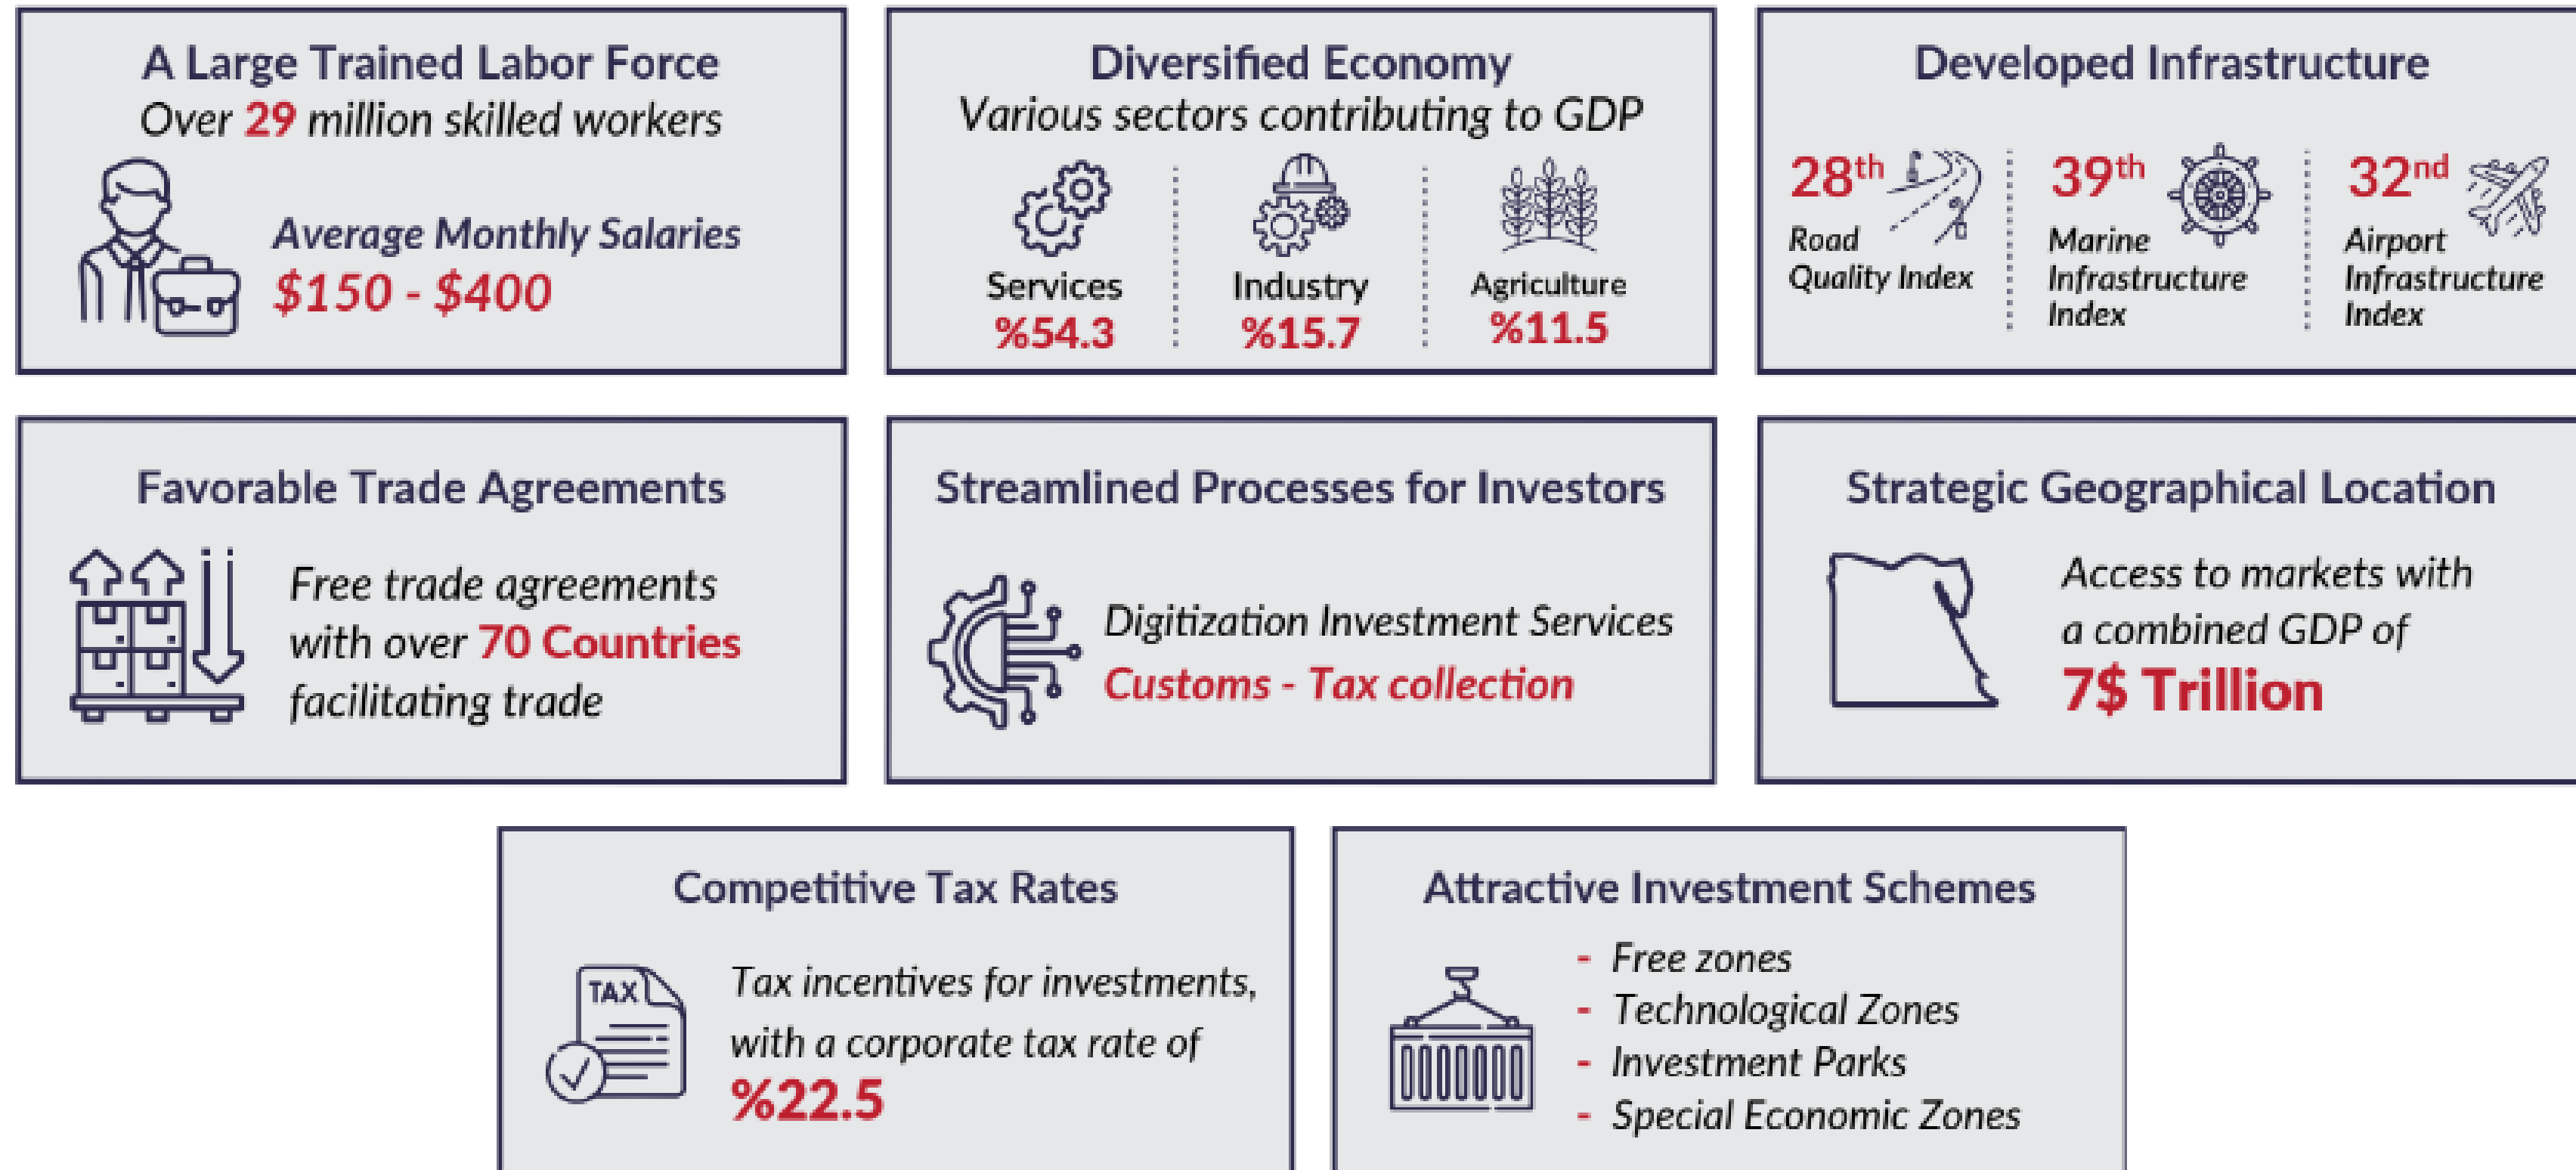 A Large Trained Labor Force
Over 29 million skilled workers
Average Monthly Salaries
$150 - $400
Diversified Economy
Various sectors contributing to GDP
Services
%54.3
Industry
%15.7
Agriculture
%11.5
Developed Infrastructure
28th
Road
Quality Index
39th
Marine
Infrastructure
Index
32nd
Airport
Infrastructure
Index
Favorable Trade Agreements
Free trade agreements
with over 70 Countries
facilitating trade
Streamlined Processes for Investors
Digitization Investment Services
Customs - Tax collection
Strategic Geographical Location
Access to markets with
a combined GDP of
7$ Trillion
Competitive Tax Rates
TAX
Tax incentives for investments,
with a corporate tax rate of
%22.5
Attractive Investment Schemes
- Free zones
- Technological Zones
- Investment Parks
- Special Economic Zones